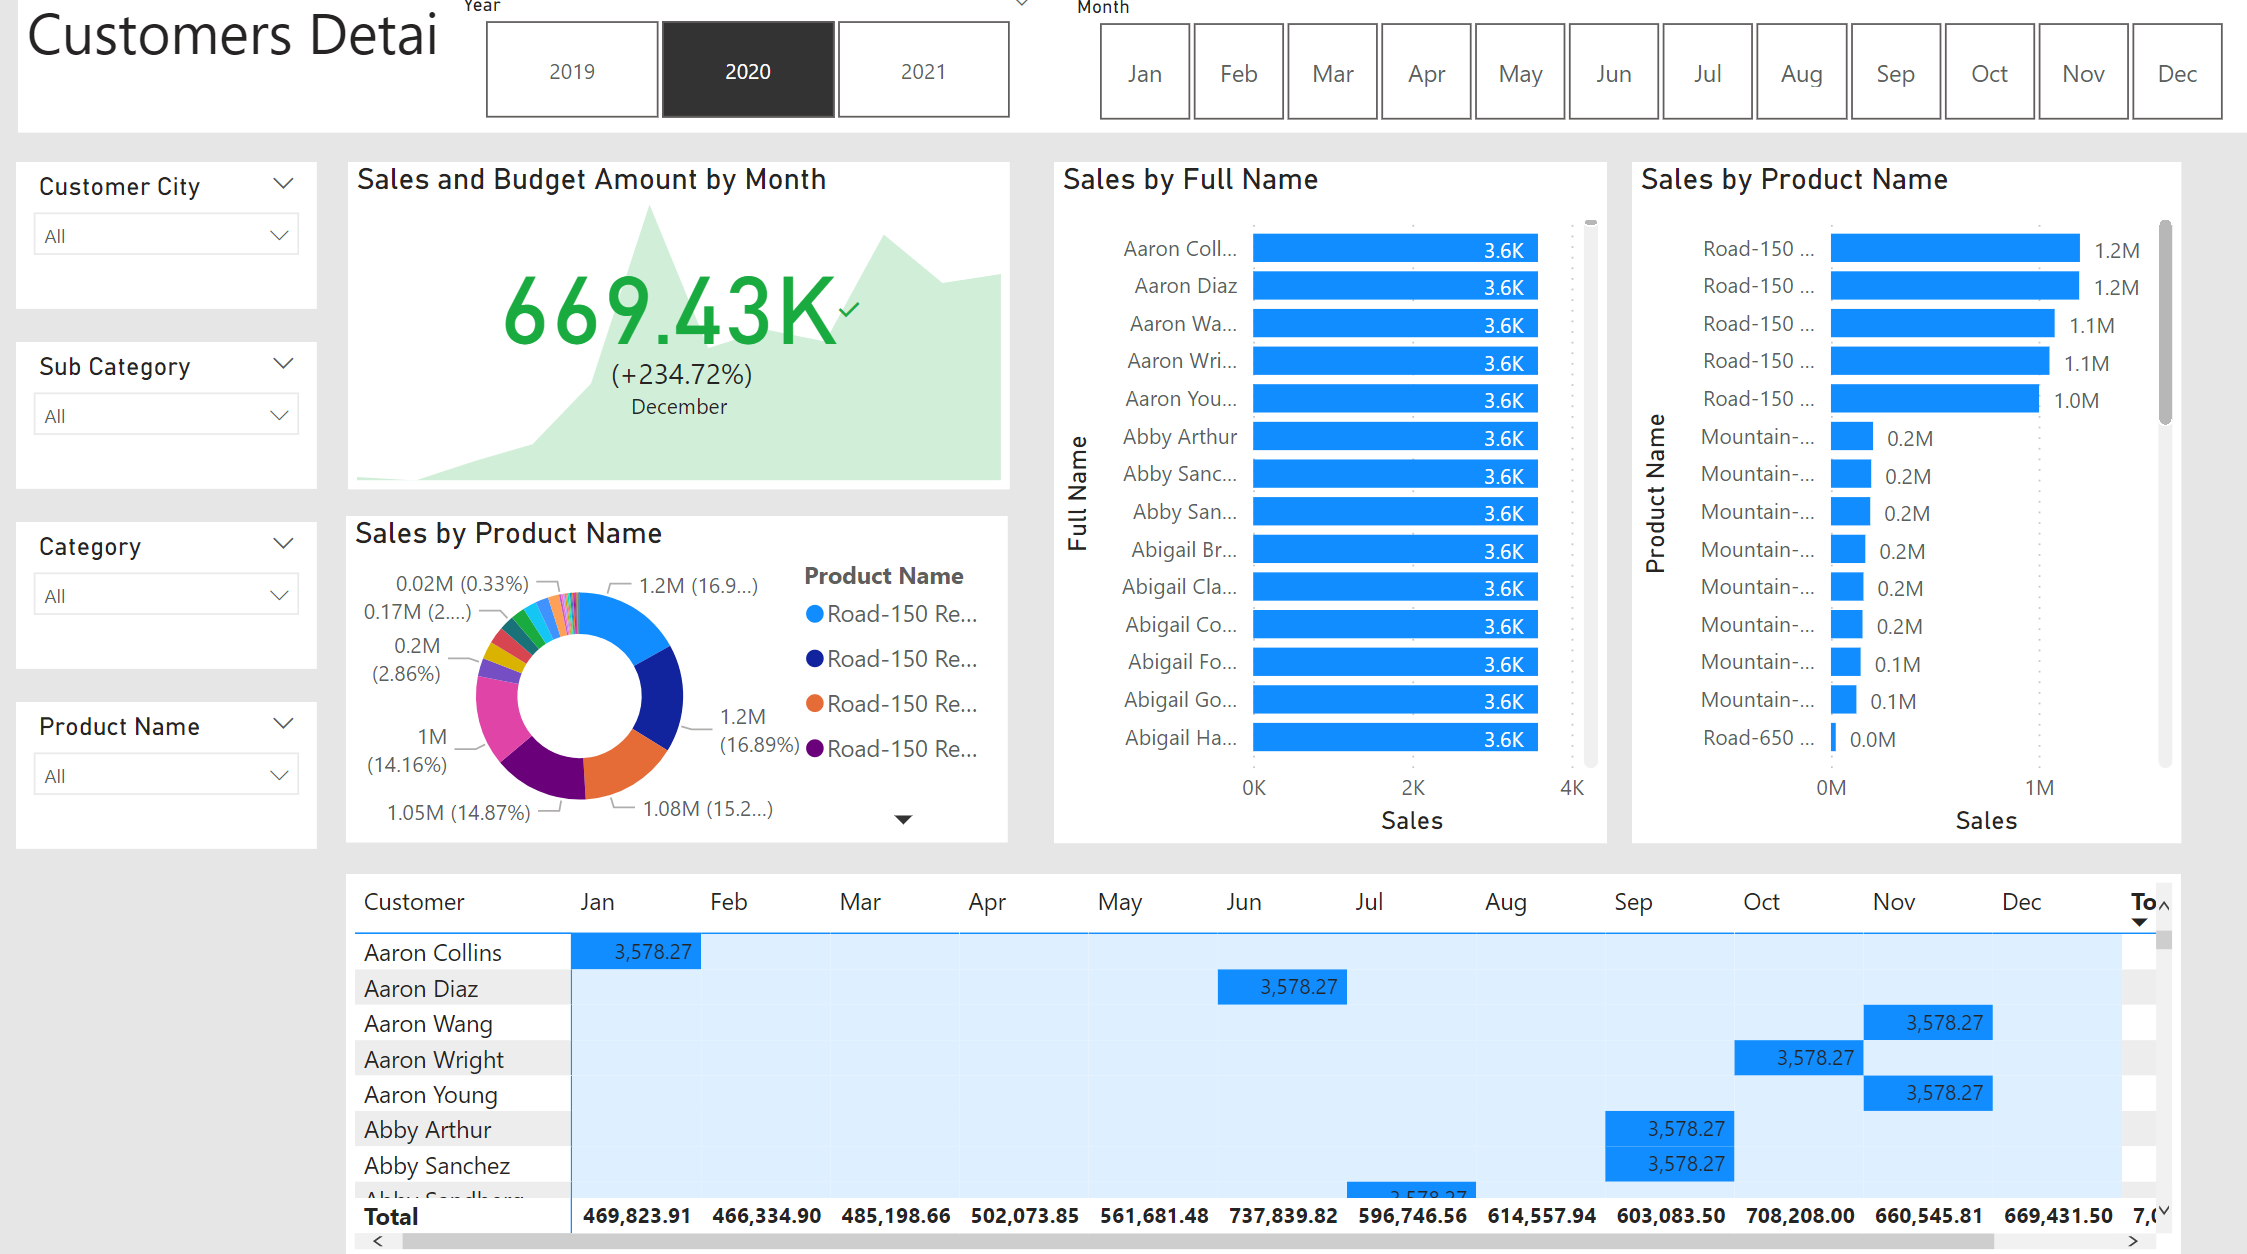 Customers Detai
Year
2019
2020
2021
Month
Jan
Feb
Mar
Apr
May
Jun
Jul
Aug
Sep
Oct
Nov
Dec
Customer City
All
Sub Category
All
Category
All
Product Name
All
Sales and Budget Amount by Month
669.43K
(+234.72%)
December
Sales by Product Name
0.02M (0.33%)
0.17M (2....)
0.2M
(2.86%)
1M
(14.16%)
1.05M (14.87%)
1.2M (16.9...)
1.2M
(16.89%)
1.08M (15.2...)
Product Name
Road-150 Re...
Road-150 Re...
Road-150 Re...
Road-150 Re...
Sales by Full Name
Full Name
Aaron Coll... 3.6K
Aaron Diaz 3.6K
Aaron Wa... 3.6K
Aaron Wri... 3.6K
Aaron You... 3.6K
Abby Arthur 3.6K
Abby Sanc... 3.6K
Abby San... 3.6K
Abigail Br... 3.6K
Abigail Cla... 3.6K
Abigail Co... 3.6K
Abigail Fo... 3.6K
Abigail Go... 3.6K
Abigail Ha... 3.6K
0K 2K 4K
Sales
Sales by Product Name
Product Name
Road-150 ... 1.2M
Road-150 ... 1.2M
Road-150 ... 1.1M
Road-150 ... 1.1M
Road-150 ... 1.0M
Mountain-... 0.2M
Mountain-... 0.2M
Mountain-... 0.2M
Mountain-... 0.2M
Mountain-... 0.2M
Mountain-... 0.2M
Mountain-... 0.1M
Mountain-... 0.1M
Road-650 ... 0.0M
0M 1M
Sales
Customer Jan Feb Mar Apr May Jun Jul Aug Sep Oct Nov Dec To
Aaron Collins 3,578.27
Aaron Diaz 3,578.27
Aaron Wang 3,578.27
Aaron Wright 3,578.27
Aaron Young 3,578.27
Abby Arthur 3,578.27
Abby Sanchez 3,578.27
Abby Sandberg 3,578.27
Total 469,823.91 466,334.90 485,198.66 502,073.85 561,681.48 737,839.82 596,746.56 614,557.94 603,083.50 708,208.00 660,545.81 669,431.50 7,0